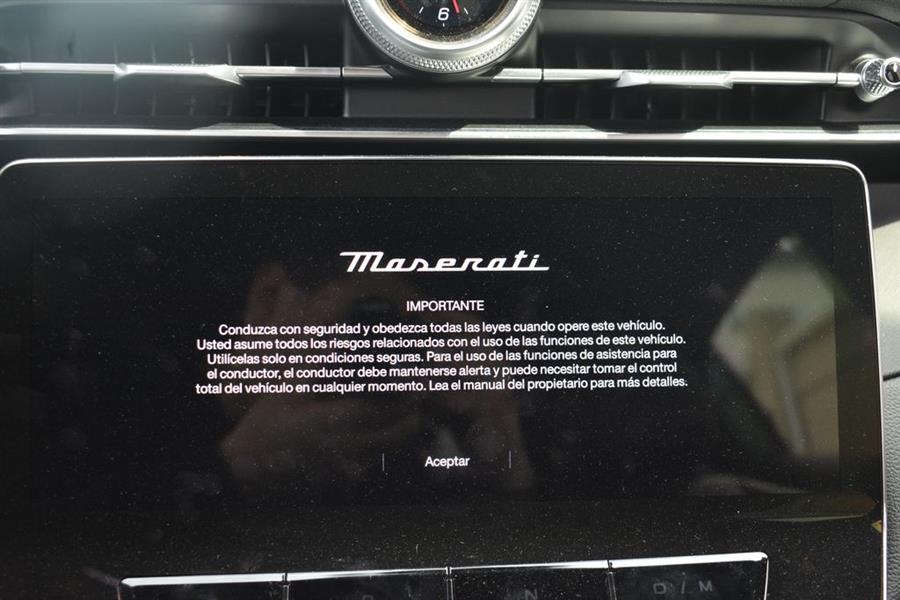 6
Maserati
IMPORTANTE
Conduzca con seguridad y obedezca todas las leyes cuando opere este vehículo.
Usted asume todos los riesgos relacionados con el uso de las funciones de este vehículo.
Utilícelas solo en condiciones seguras. Para el uso de las funciones de asistencia para
el conductor, el conductor debe mantenerse alerta y puede necesitar tomar el control
total del vehículo en cualquier momento. Lea el manual del propietario para más detalles.
Aceptar
N D/M